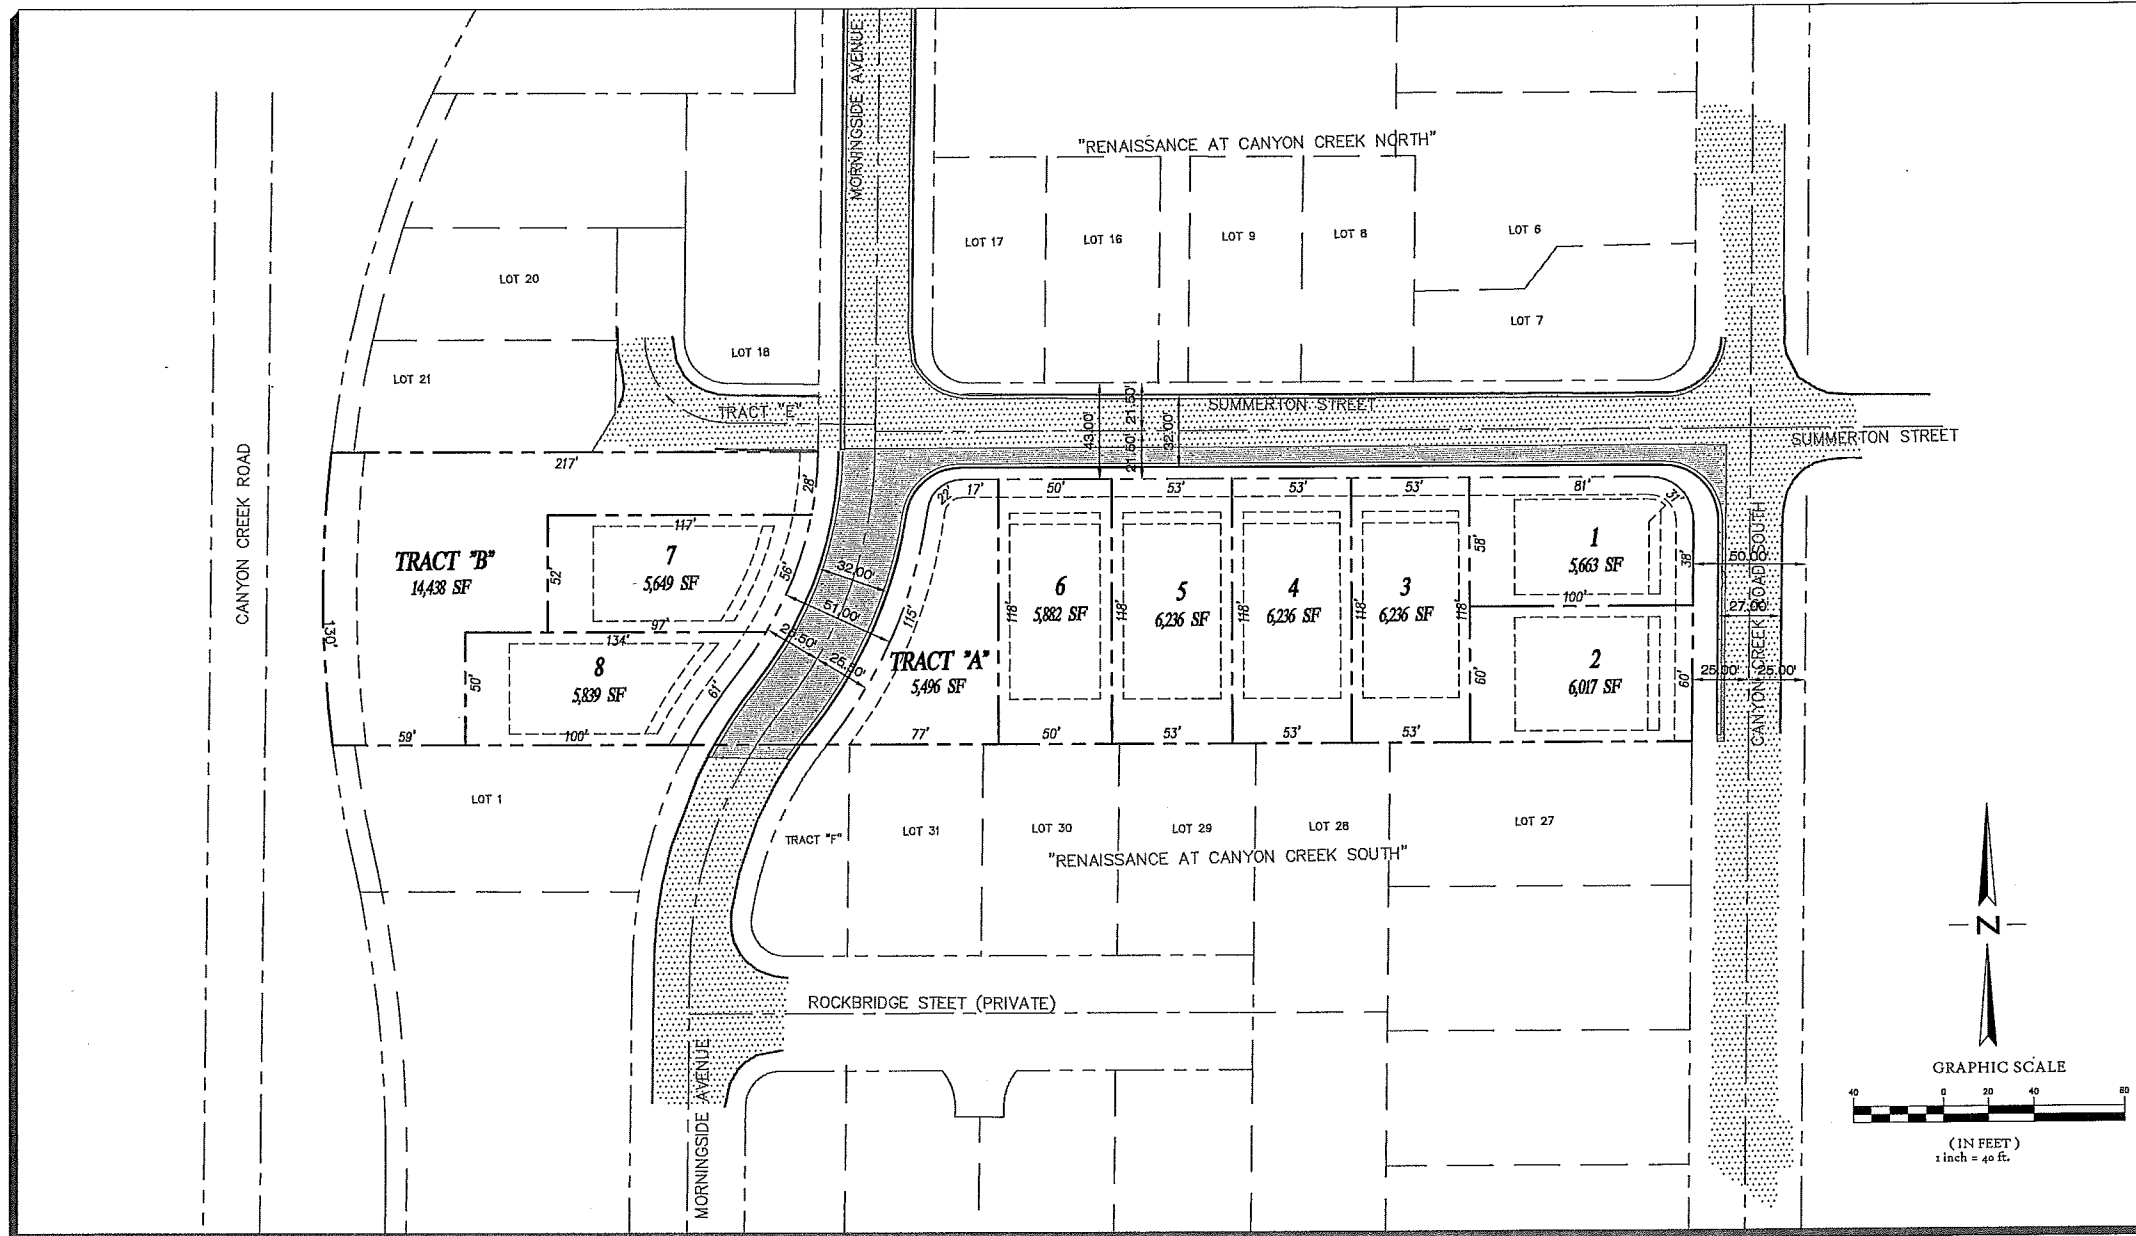 MORNINGSIDE AVENUE
"RENAISSANCE AT CANYON CREEK NORTH"
LOT 17
LOT 16
LOT 9
LOT 8
LOT 6
LOT 7
LOT 20
LOT 18
LOT 21
TRACT "E"
SUMMERTON STREET
SUMMERTON STREET
43.00'
21.50'
21.50'
32.00'
CANYON CREEK ROAD
217'
28'
22'
17'
50'
53'
53'
53'
81'
31'
TRACT "B"
14,438 SF
130'
52'
117'
7
5,649 SF
56'
97'
134'
8
5,839 SF
50'
61'
59'
100'
32.00'
51.00'
25.50'
25.50'
115'
TRACT "A"
5,496 SF
77'
118'
6
5,882 SF
50'
118'
5
6,236 SF
53'
118'
4
6,236 SF
53'
118'
3
6,236 SF
53'
118'
58'
1
5,663 SF
100'
38'
60'
2
6,017 SF
60'
50.00'
27.00'
25.00'
25.00'
CANYON CREEK ROAD SOUTH
LOT 1
TRACT "F"
LOT 31
LOT 30
LOT 29
LOT 28
LOT 27
"RENAISSANCE AT CANYON CREEK SOUTH"
ROCKBRIDGE STEET (PRIVATE)
MORNINGSIDE AVENUE
N
GRAPHIC SCALE
40 0 20 40 80
( IN FEET )
1 inch = 40 ft.